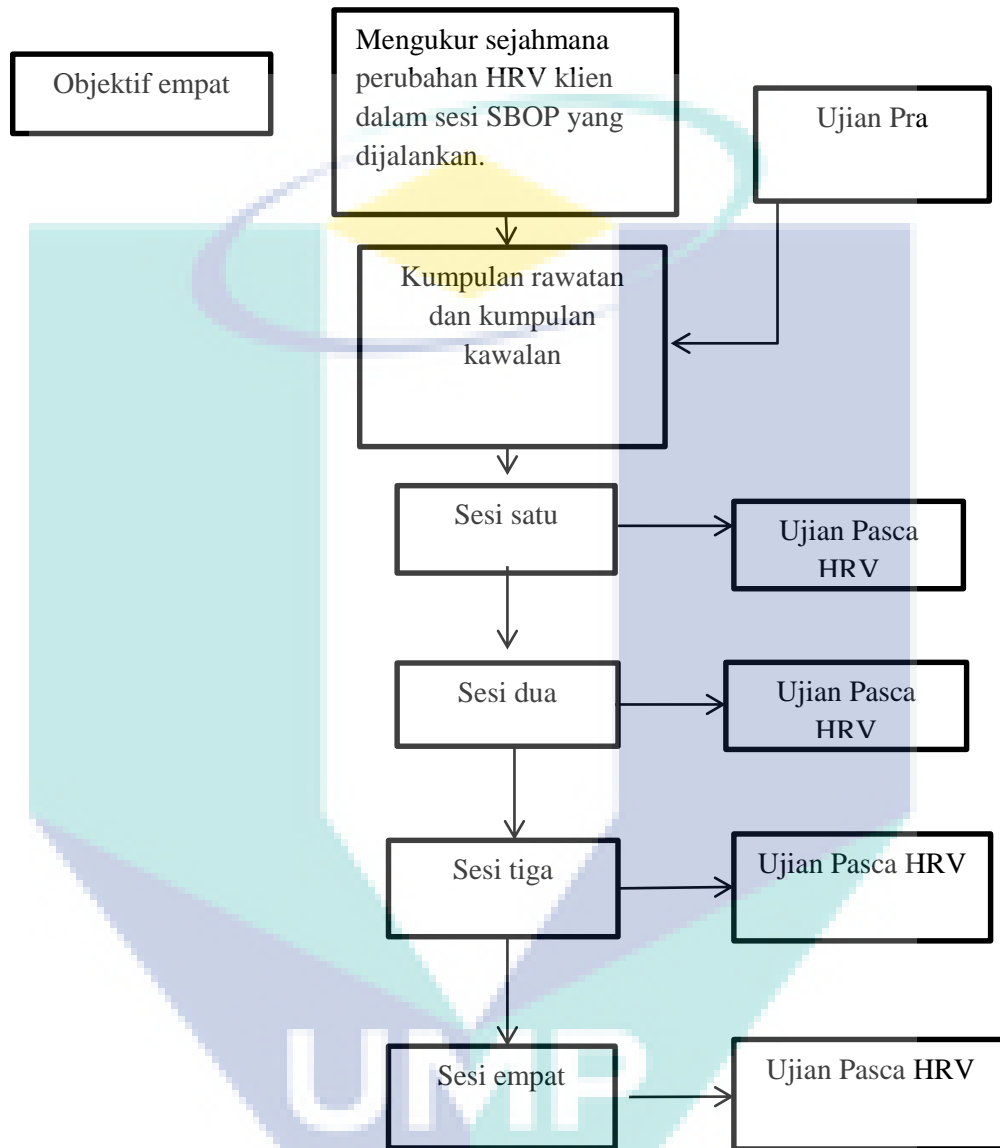 Objektif empat
Mengukur sejahmana
perubahan HRV klien
dalam sesi SBOP yang
dijalankan.
Ujian Pra
Kumpulan rawatan
dan kumpulan
kawalan
Sesi satu
Ujian Pasca
HRV
Sesi dua
Ujian Pasca
HRV
Sesi tiga
Ujian Pasca HRV
Sesi empat
Ujian Pasca HRV
UMP